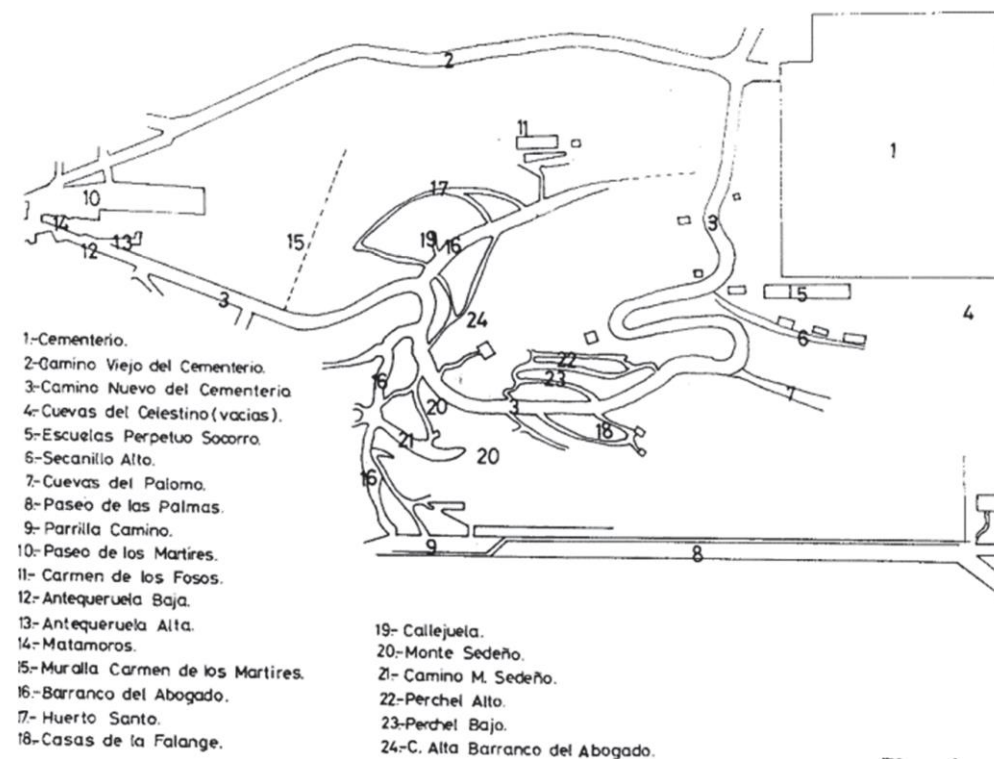 2
11
1
17
10
14
13
15
19
16
3
12
5
3
4
24
6
22
16
23
7
20
3
18
21
20
16
9
8
1.-Cementerio.
2-Camino Viejo del Cementerio.
3-Camino Nuevo del Cementerio
4.-Cuevas del Celestino (vacias).
5.-Escuelas Perpetuo Socorro.
6.-Secanillo Alto.
7.-Cuevas del Palomo.
8.-Paseo de las Palmas.
9.-Parrilla Camino.
10.-Paseo de los Martires.
11.- Carmen de los Fosos.
12.-Antequeruela Baja.
13.-Antequeruela Alta.
14.-Matamoros.
15.-Muralla Carmen de los Martires.
16.-Barranco del Abogado.
17.- Huerto Santo.
18.-Casas de la Falange.
19.- Callejuela.
20.-Monte Sedeño.
21.- Camino M. Sedeño.
22.-Perchel Alto.
23.-Perchel Bajo.
24.-C. Alta Barranco del Abogado.